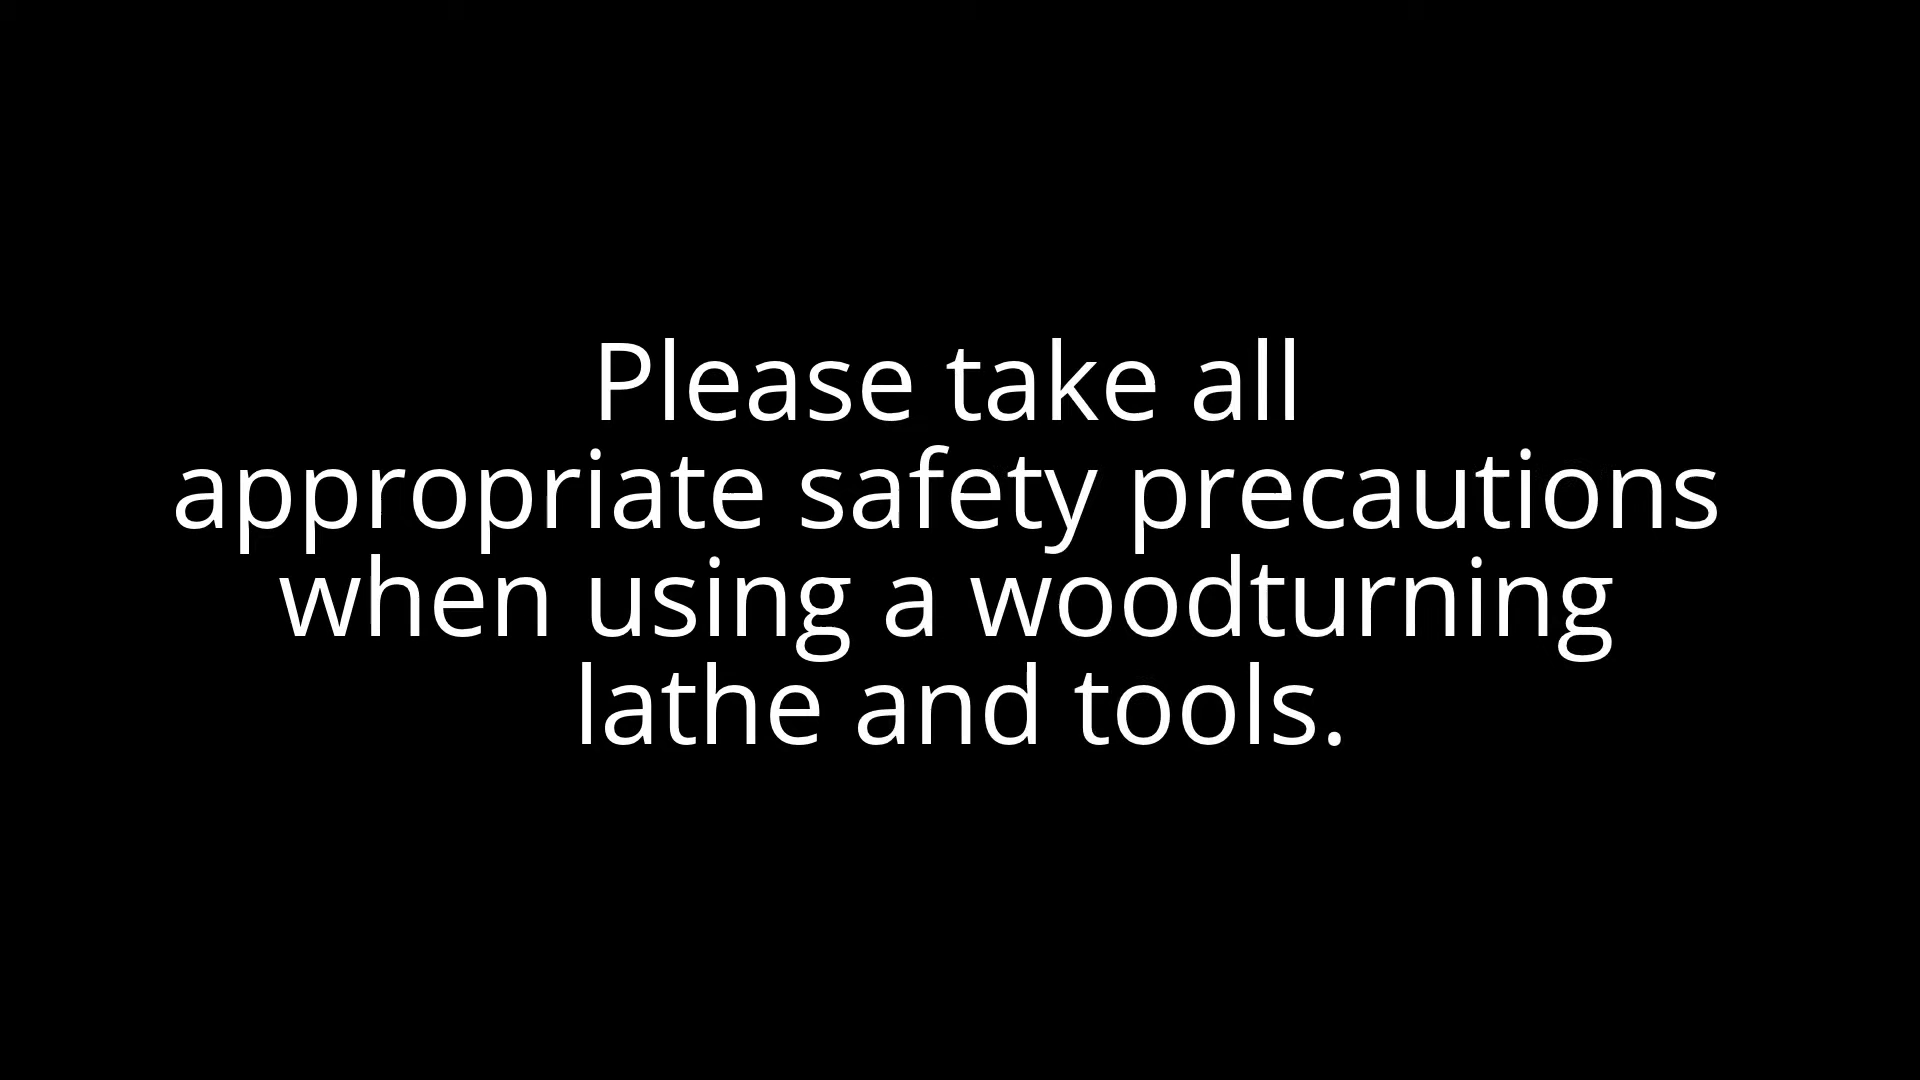 Please take all
appropriate safety precautions
when using a woodturning
lathe and tools.